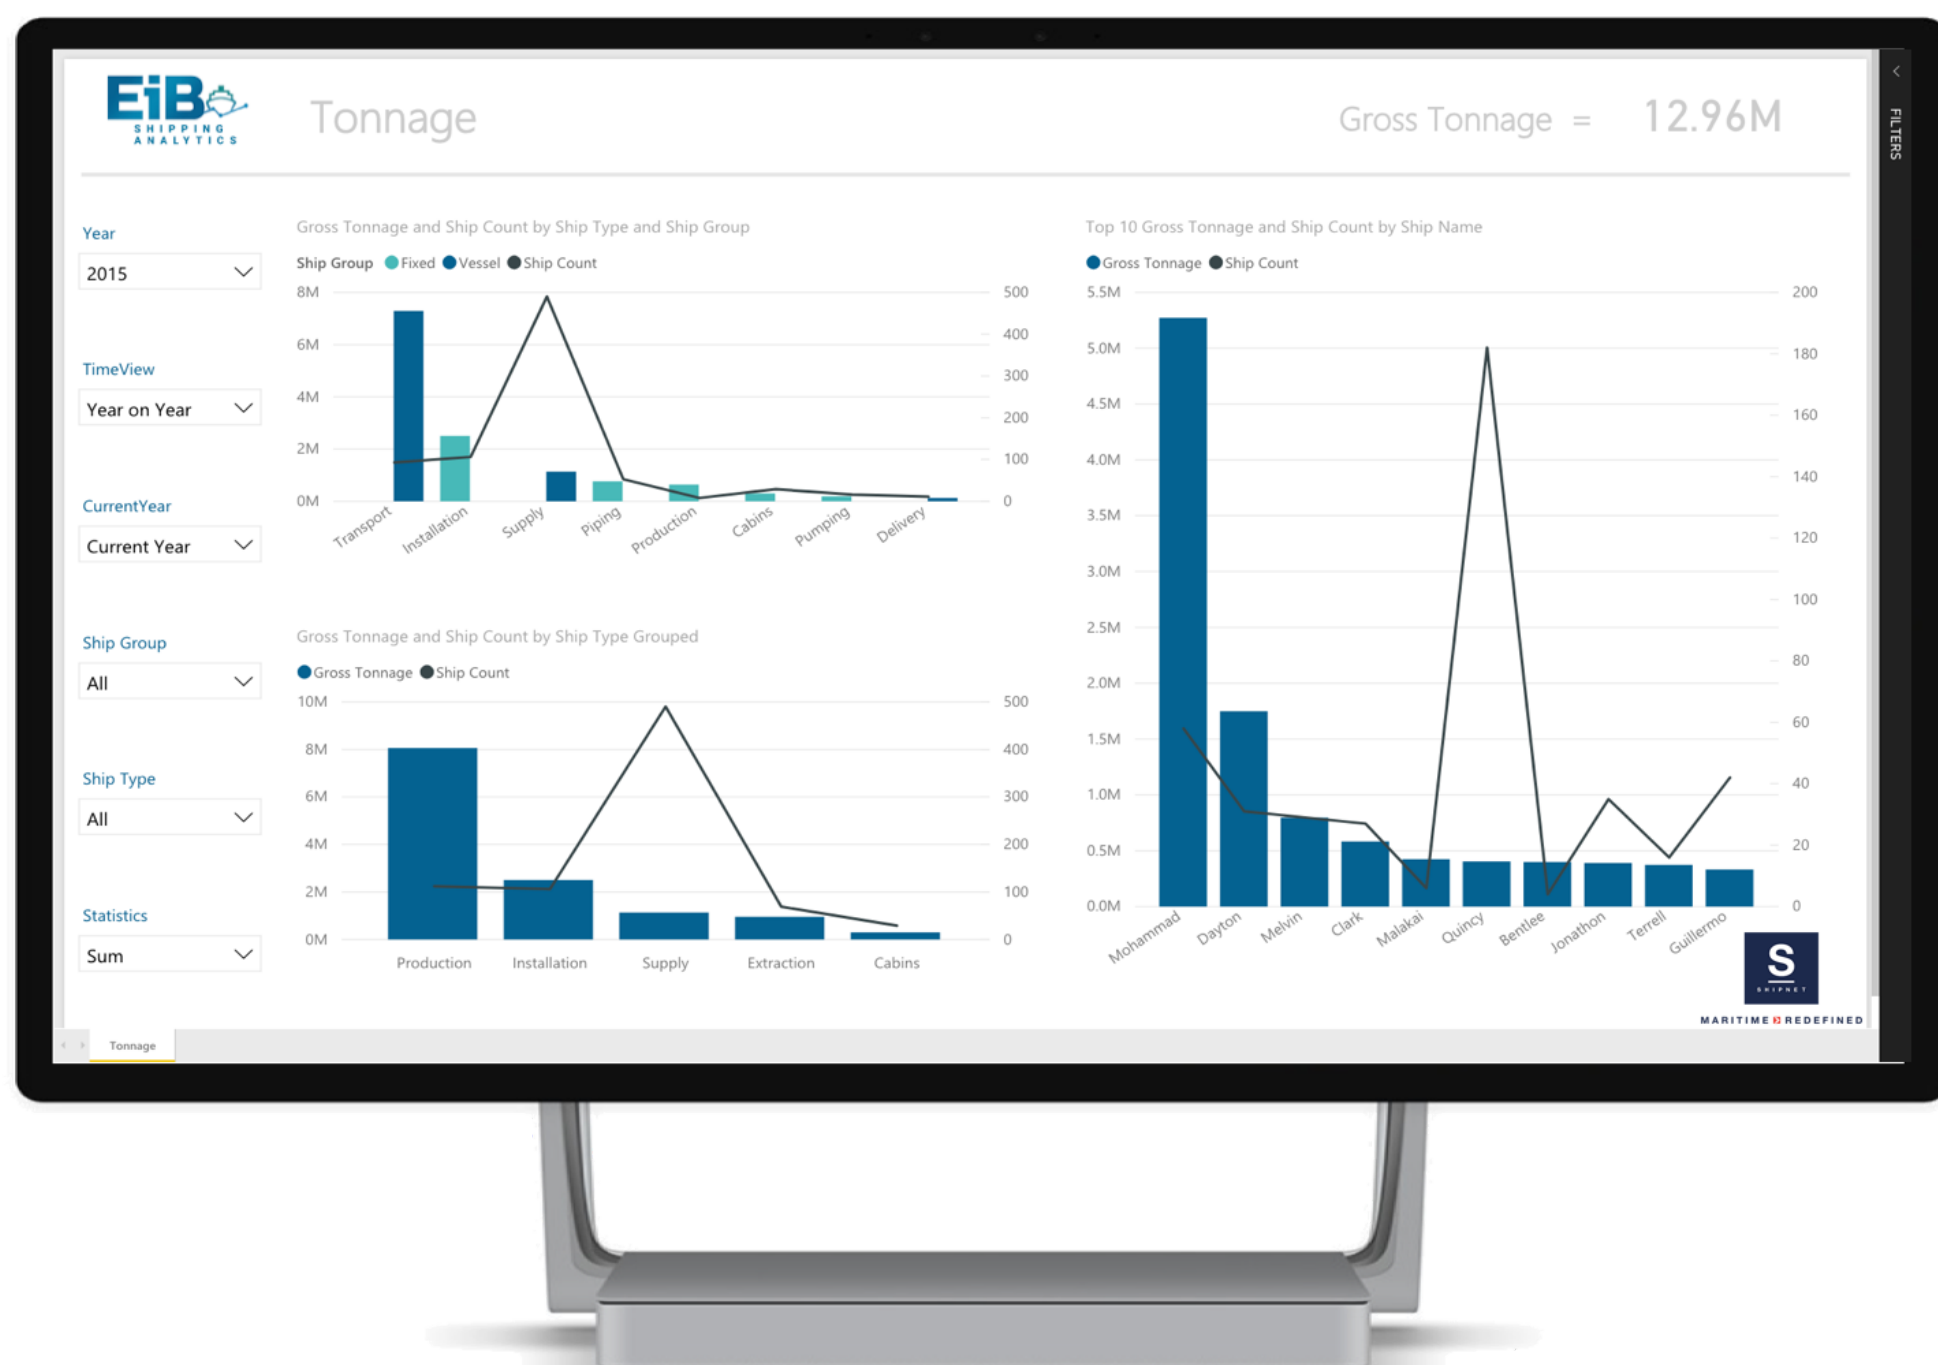 EiB
SHIPPING
ANALYTICS
Tonnage
Gross Tonnage = 12.96M
FILTERS
Year
2015
TimeView
Year on Year
CurrentYear
Current Year
Ship Group
All
Ship Type
All
Statistics
Sum
Gross Tonnage and Ship Count by Ship Type and Ship Group
Ship Group Fixed Vessel Ship Count
8M
6M
4M
2M
0M
500
400
300
200
100
0
Transport Installation Supply Piping Production Cabins Pumping Delivery
Gross Tonnage and Ship Count by Ship Type Grouped
Gross Tonnage Ship Count
10M
8M
6M
4M
2M
0M
500
400
300
200
100
0
Production Installation Supply Extraction Cabins
Top 10 Gross Tonnage and Ship Count by Ship Name
Gross Tonnage Ship Count
5.5M
5.0M
4.5M
4.0M
3.5M
3.0M
2.5M
2.0M
1.5M
1.0M
0.5M
0.0M
200
180
160
140
120
100
80
60
40
20
0
Mohammad Dayton Melvin Clark Malakai Quincy Bentlee Jonathon Terrell Guillermo
S
SHIPNET
MARITIME REDEFINED
Tonnage